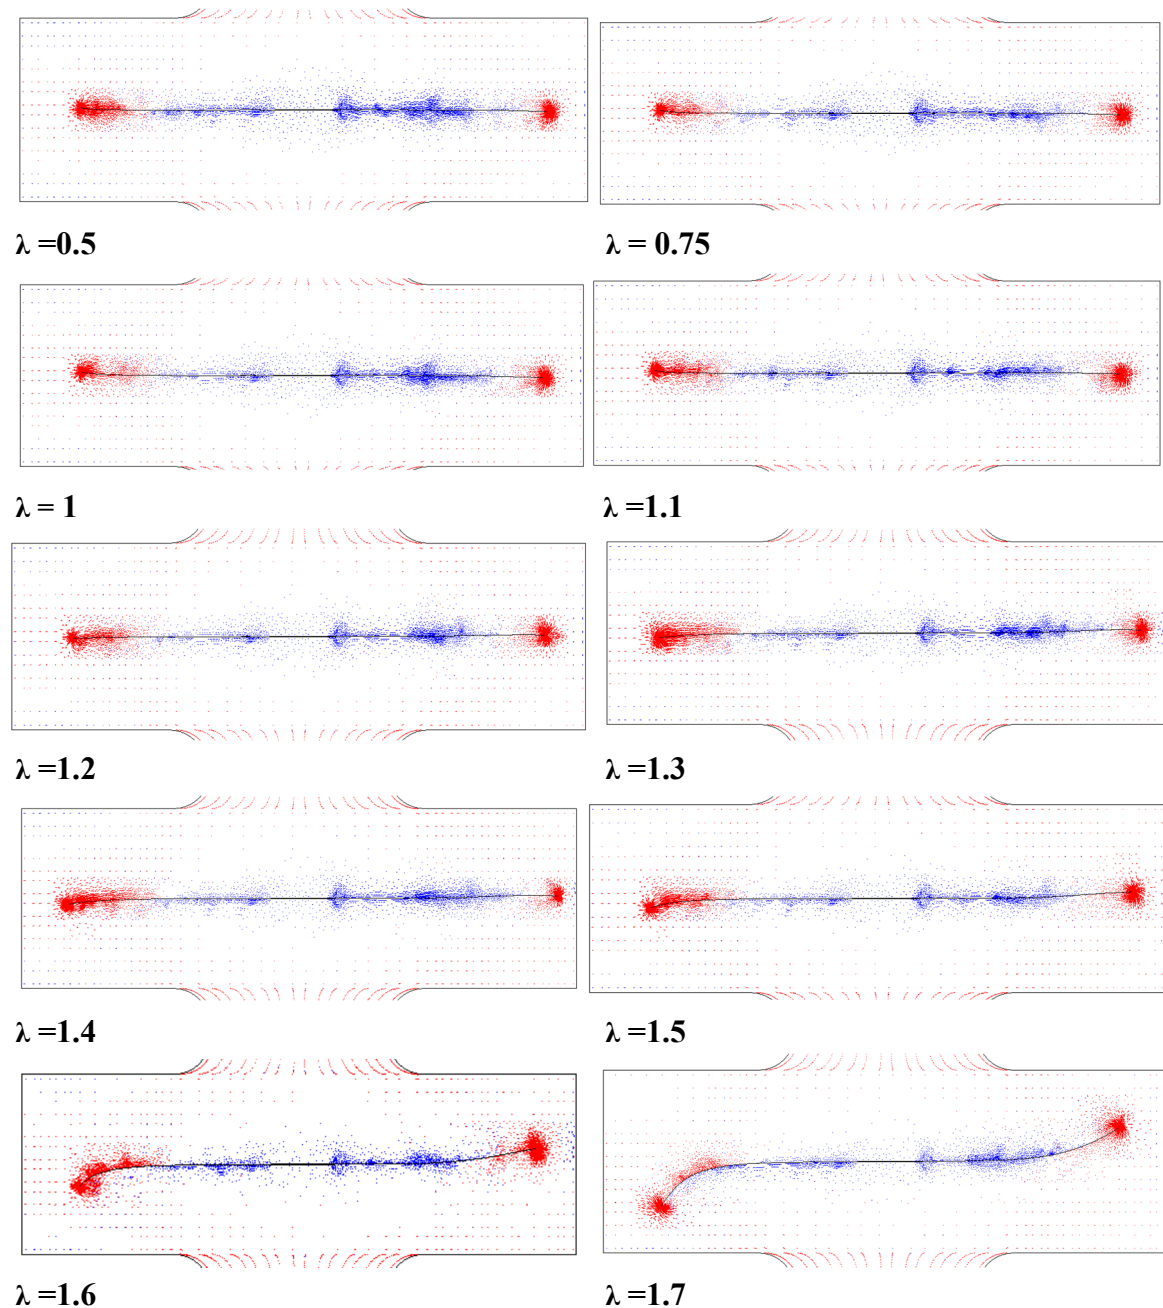 λ =0.5
λ = 0.75
λ = 1
λ =1.1
λ =1.2
λ =1.3
λ =1.4
λ =1.5
λ =1.6
λ =1.7